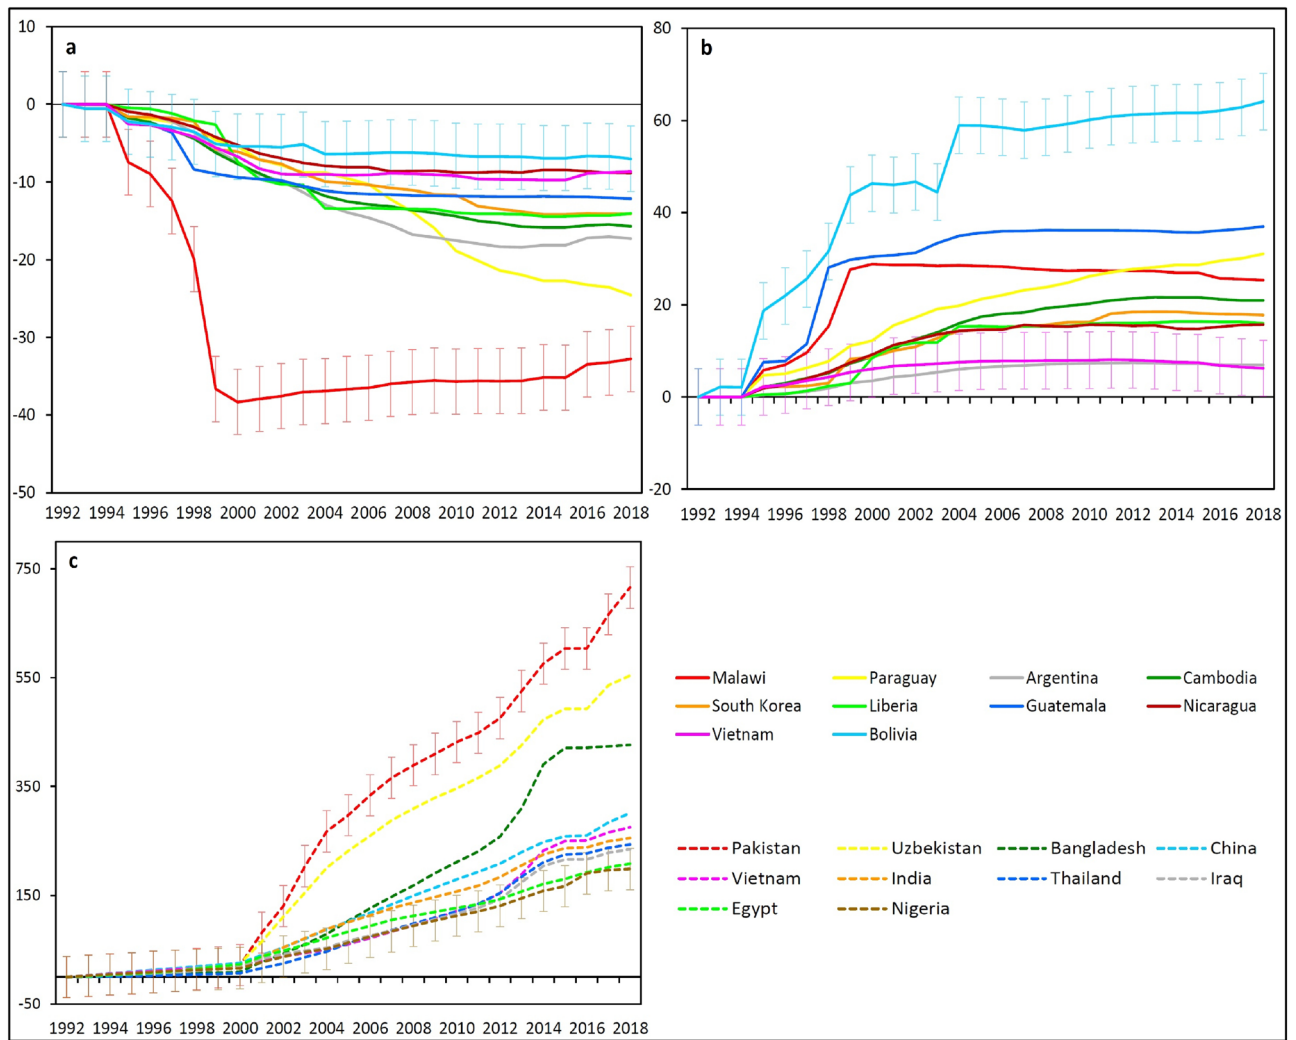 a
10
0
-10
-20
-30
-40
-50
1992 1994 1996 1998 2000 2002 2004 2006 2008 2010 2012 2014 2016 2018
b
80
60
40
20
0
-20
1992 1994 1996 1998 2000 2002 2004 2006 2008 2010 2012 2014 2016 2018
c
750
550
350
150
-50
1992 1994 1996 1998 2000 2002 2004 2006 2008 2010 2012 2014 2016 2018
Malawi Paraguay Argentina Cambodia
South Korea Liberia Guatemala Nicaragua
Vietnam Bolivia
Pakistan Uzbekistan Bangladesh China
Vietnam India Thailand Iraq
Egypt Nigeria